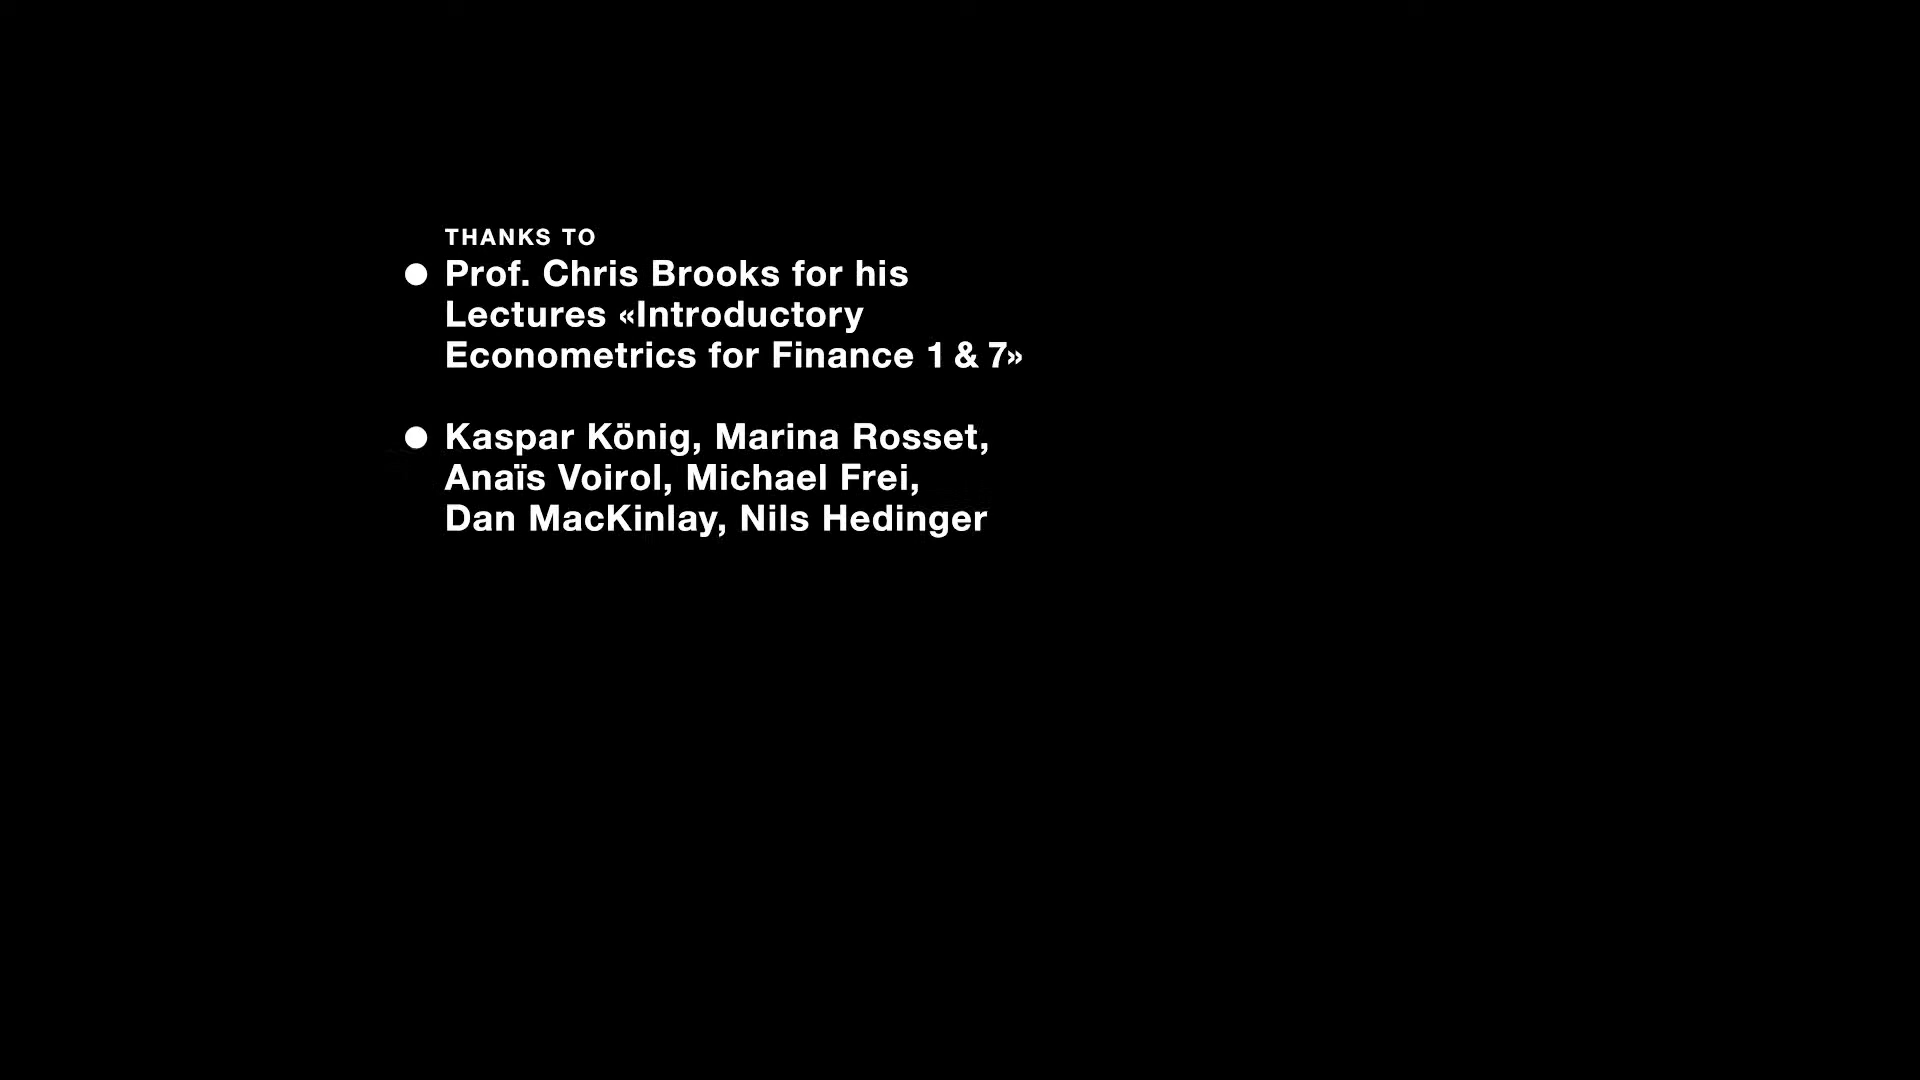 THANKS TO
● Prof. Chris Brooks for his
Lectures «Introductory
Econometrics for Finance 1 & 7»
● Kaspar König, Marina Rosset,
Anaïs Voirol, Michael Frei,
Dan MacKinlay, Nils Hedinger